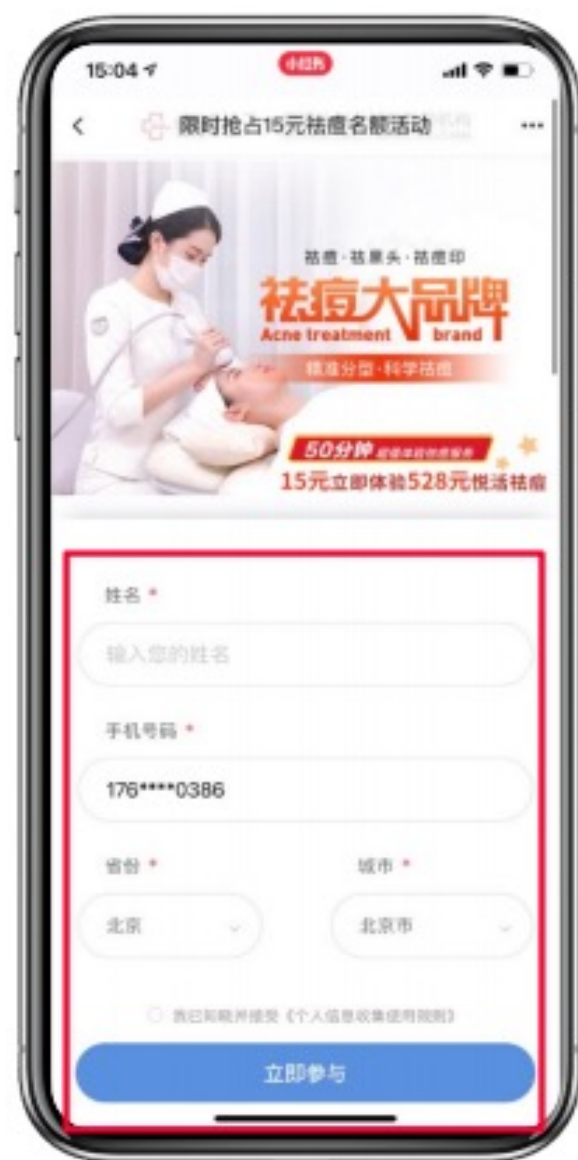 15:04
小红书
限时抢占15元祛痘名额活动
祛痘·祛黑头·祛痘印
祛痘大品牌
Acne treatment brand
精准分型·科学祛痘
50分钟
15元立即体验528元悦活祛痘
姓名 *
输入您的姓名
手机号码 *
176****0386
省份 * 城市 *
北京 北京市
我已知晓并接受《个人信息收集使用规则》
立即参与